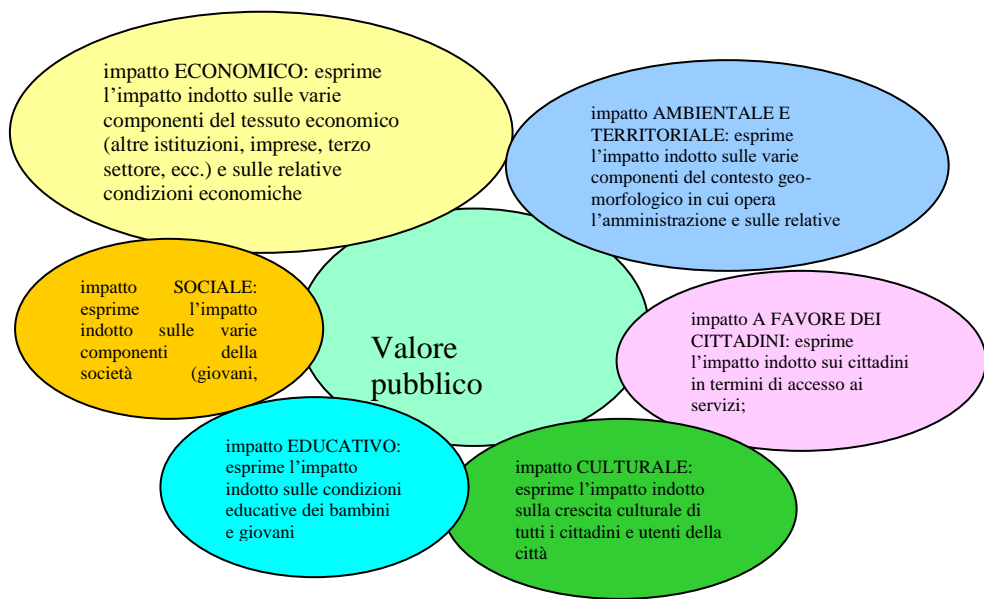 impatto ECONOMICO: esprime
l’impatto indotto sulle varie
componenti del tessuto economico
(altre istituzioni, imprese, terzo
settore, ecc.) e sulle relative
condizioni economiche
impatto AMBIENTALE E
TERRITORIALE: esprime
l’impatto indotto sulle varie
componenti del contesto geo-
morfologico in cui opera
l’amministrazione e sulle relative
impatto SOCIALE:
esprime l’impatto
indotto sulle varie
componenti della
società (giovani,
Valore
pubblico
impatto A FAVORE DEI
CITTADINI: esprime
l’impatto indotto sui cittadini
in termini di accesso ai
servizi;
impatto EDUCATIVO:
esprime l’impatto
indotto sulle condizioni
educative dei bambini
e giovani
impatto CULTURALE:
esprime l’impatto indotto
sulla crescita culturale di
tutti i cittadini e utenti della
città